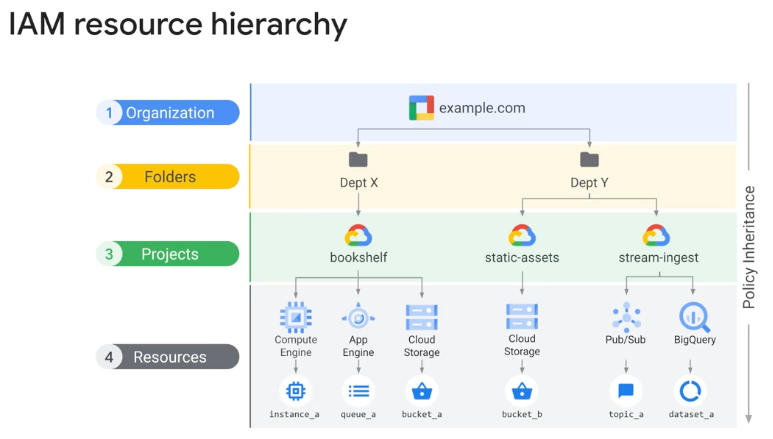 IAM resource hierarchy
1 Organization
example.com
2 Folders
Dept X
Dept Y
3 Projects
bookshelf
static-assets
stream-ingest
4 Resources
Compute
Engine
App
Engine
Cloud
Storage
Cloud
Storage
Pub/Sub
BigQuery
instance_a
queue_a
bucket_a
bucket_b
topic_a
dataset_a
Policy Inheritance